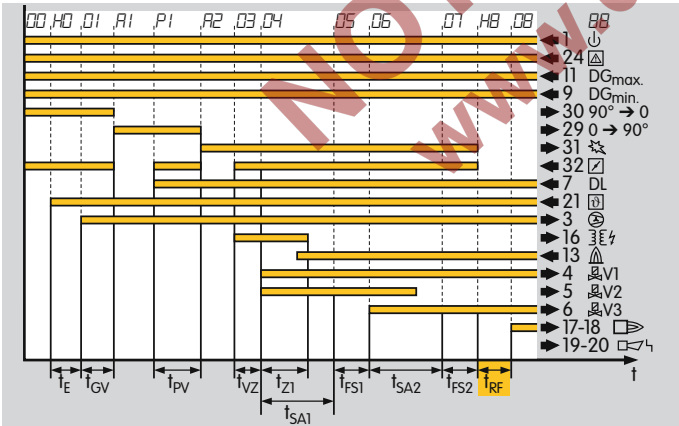 00 H0 01 A1 P1 A2 03 04 05 06 07 H8 08 88
1
24
11 DGmax.
9 DGmin.
30 90° → 0
29 0 → 90°
31
32
7 DL
21 ϑ
3
16
13
4 V1
5 V2
6 V3
17-18
19-20
t
tE tGV tPV tVZ tZ1 tFS1 tSA2 tFS2 tRF
tSA1